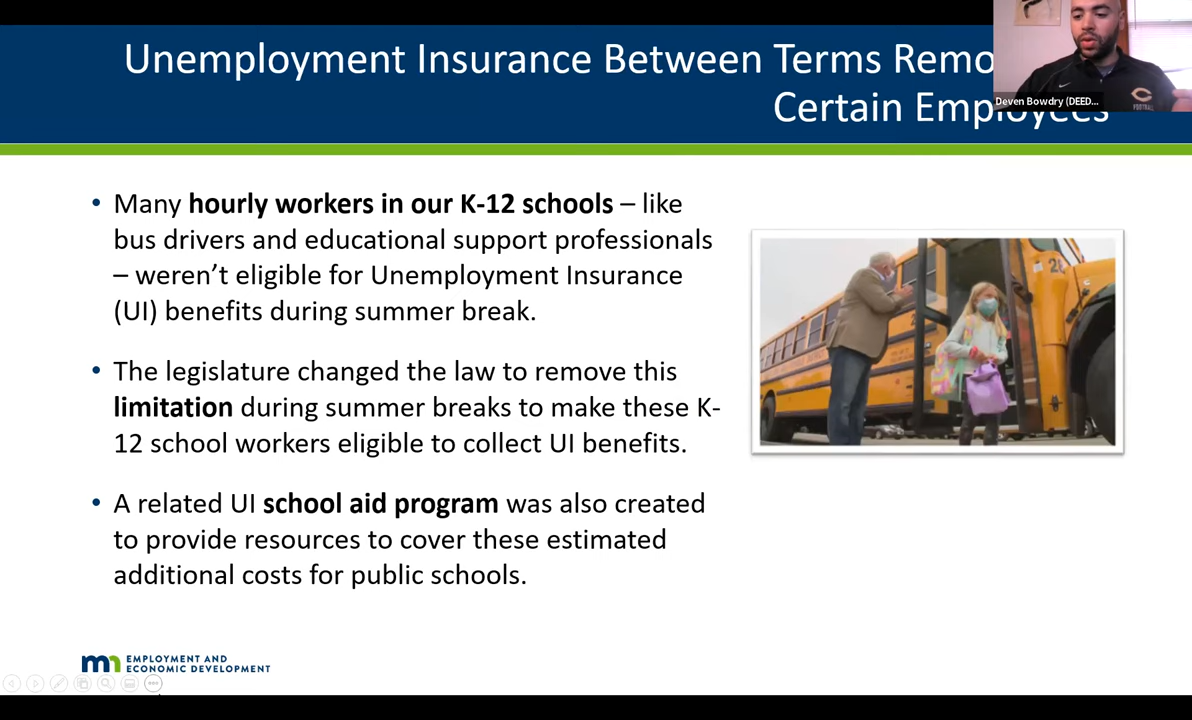 Unemployment Insurance Between Terms
Certain Employees
Deven Bowdry (DEED...
FOOTBALL
• Many hourly workers in our K-12 schools – like
bus drivers and educational support professionals
– weren’t eligible for Unemployment Insurance
(UI) benefits during summer break.
• The legislature changed the law to remove this
limitation during summer breaks to make these K-
12 school workers eligible to collect UI benefits.
• A related UI school aid program was also created
to provide resources to cover these estimated
additional costs for public schools.
mn EMPLOYMENT AND
ECONOMIC DEVELOPMENT